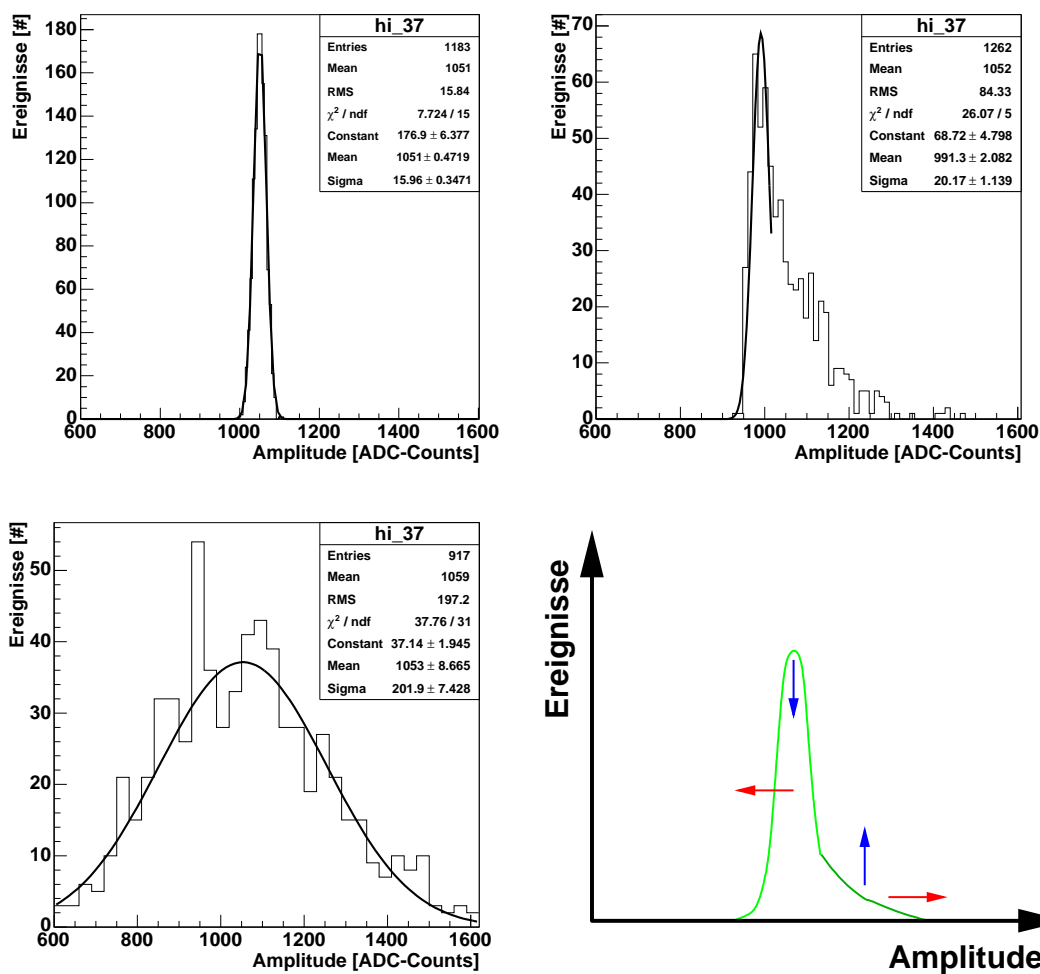 Ereignisse [#]
hi_37
Entries 1183
Mean 1051
RMS 15.84
χ² / ndf 7.724 / 15
Constant 176.9 ± 6.377
Mean 1051 ± 0.4719
Sigma 15.96 ± 0.3471
180
160
140
120
100
80
60
40
20
0
600 800 1000 1200 1400 1600
Amplitude [ADC-Counts]
Ereignisse [#]
hi_37
Entries 1262
Mean 1052
RMS 84.33
χ² / ndf 26.07 / 5
Constant 68.72 ± 4.798
Mean 991.3 ± 2.082
Sigma 20.17 ± 1.139
70
60
50
40
30
20
10
0
600 800 1000 1200 1400 1600
Amplitude [ADC-Counts]
Ereignisse [#]
hi_37
Entries 917
Mean 1059
RMS 197.2
χ² / ndf 37.76 / 31
Constant 37.14 ± 1.945
Mean 1053 ± 8.665
Sigma 201.9 ± 7.428
50
40
30
20
10
0
600 800 1000 1200 1400 1600
Amplitude [ADC-Counts]
Ereignisse
Amplitude